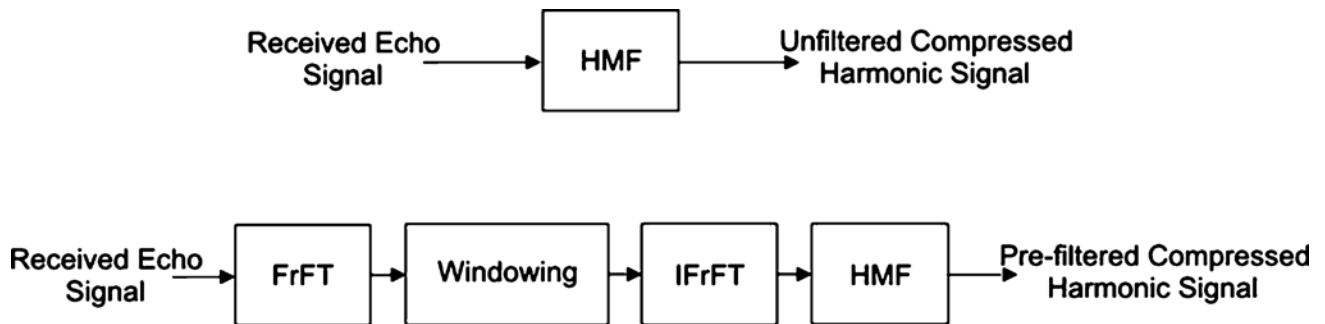 Received Echo
Signal
HMF
Unfiltered Compressed
Harmonic Signal
Received Echo
Signal
FrFT
Windowing
IFrFT
HMF
Pre-filtered Compressed
Harmonic Signal